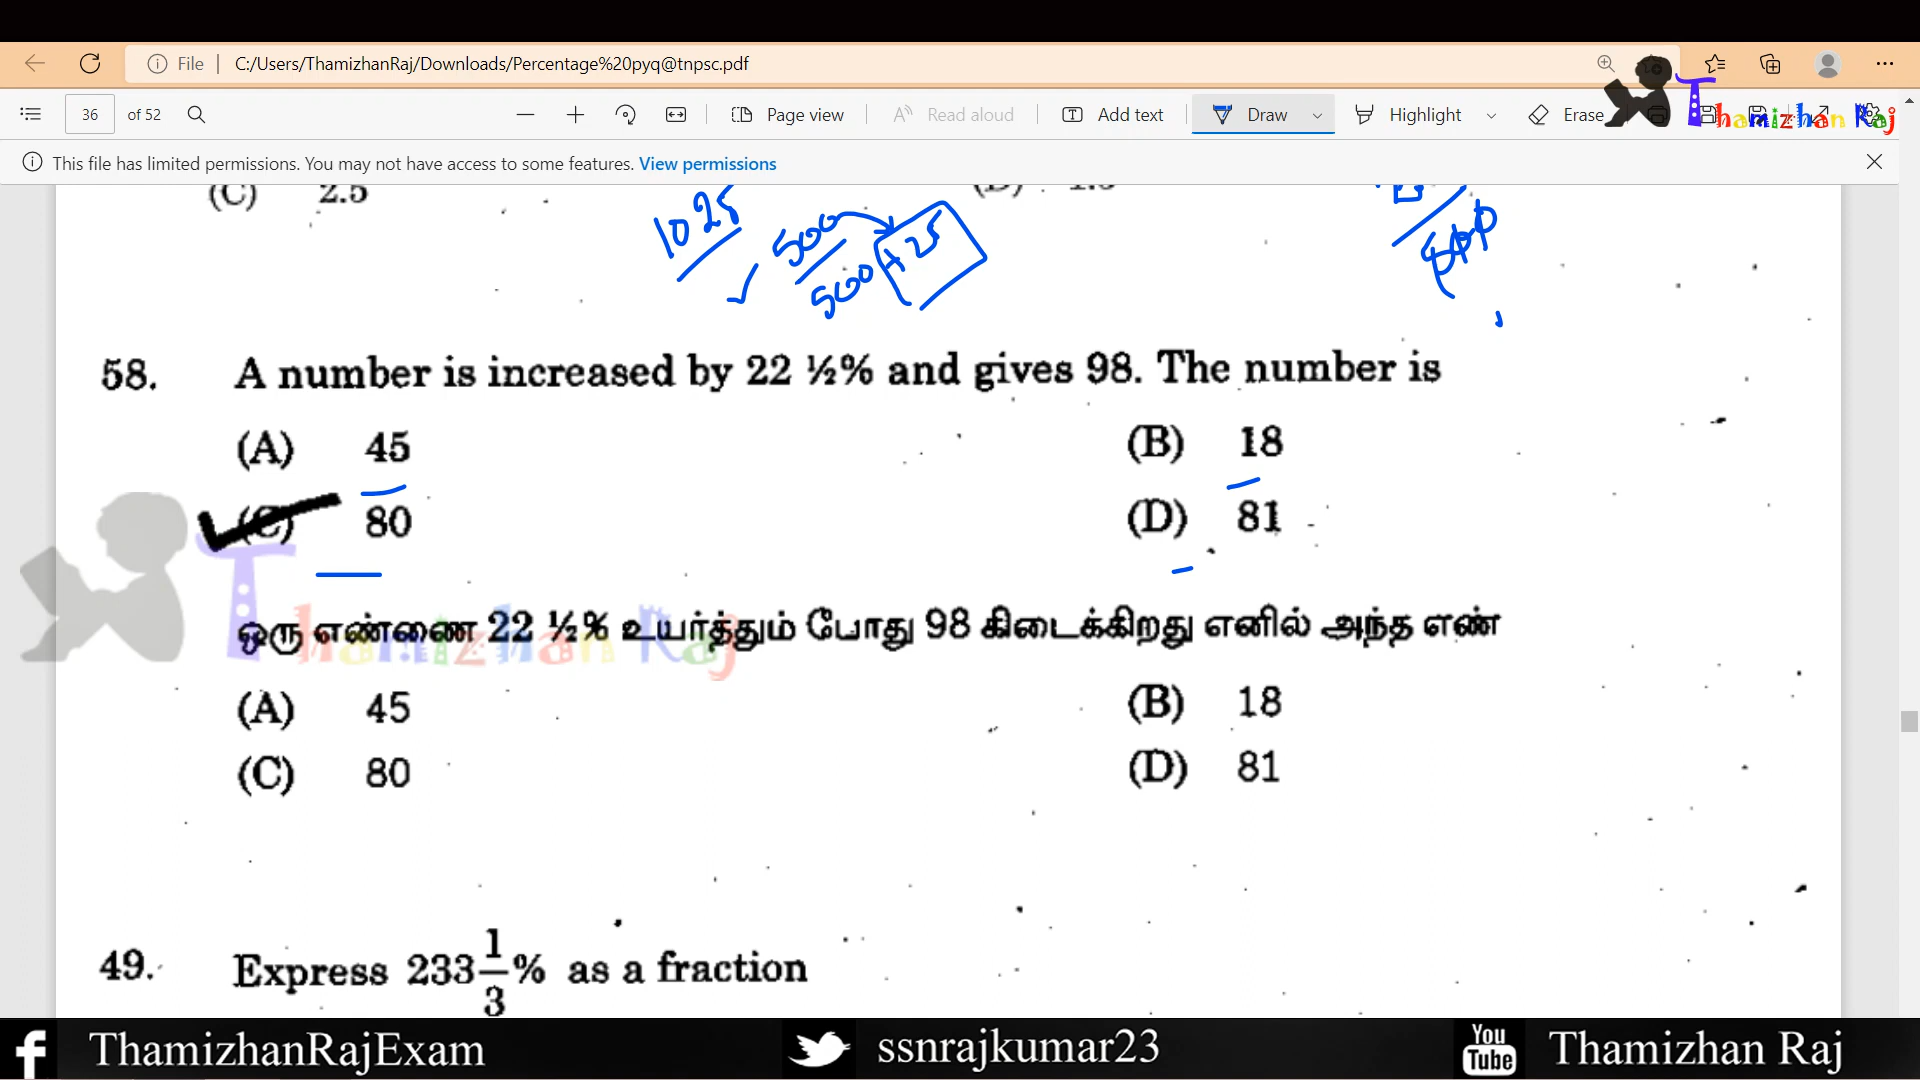 File C:/Users/ThamizhanRaj/Downloads/Percentage%20pyq@tnpsc.pdf
36 of 52 Page view Read aloud Add text Draw Highlight Erase
Thamizhan Raj
This file has limited permissions. You may not have access to some features. View permissions
(C) 2.5
1025
500
500 +25
58. A number is increased by 22 ½% and gives 98. The number is
(A) 45 (B) 18
(C) 80 (D) 81
Thamizhan Raj
ஒரு எண்ணை 22 ½% உயர்த்தும் போது 98 கிடைக்கிறது எனில் அந்த எண்
(A) 45 (B) 18
(C) 80 (D) 81
49. Express 233 1/3 % as a fraction
ThamizhanRajExam ssnrajkumar23 You Tube Thamizhan Raj